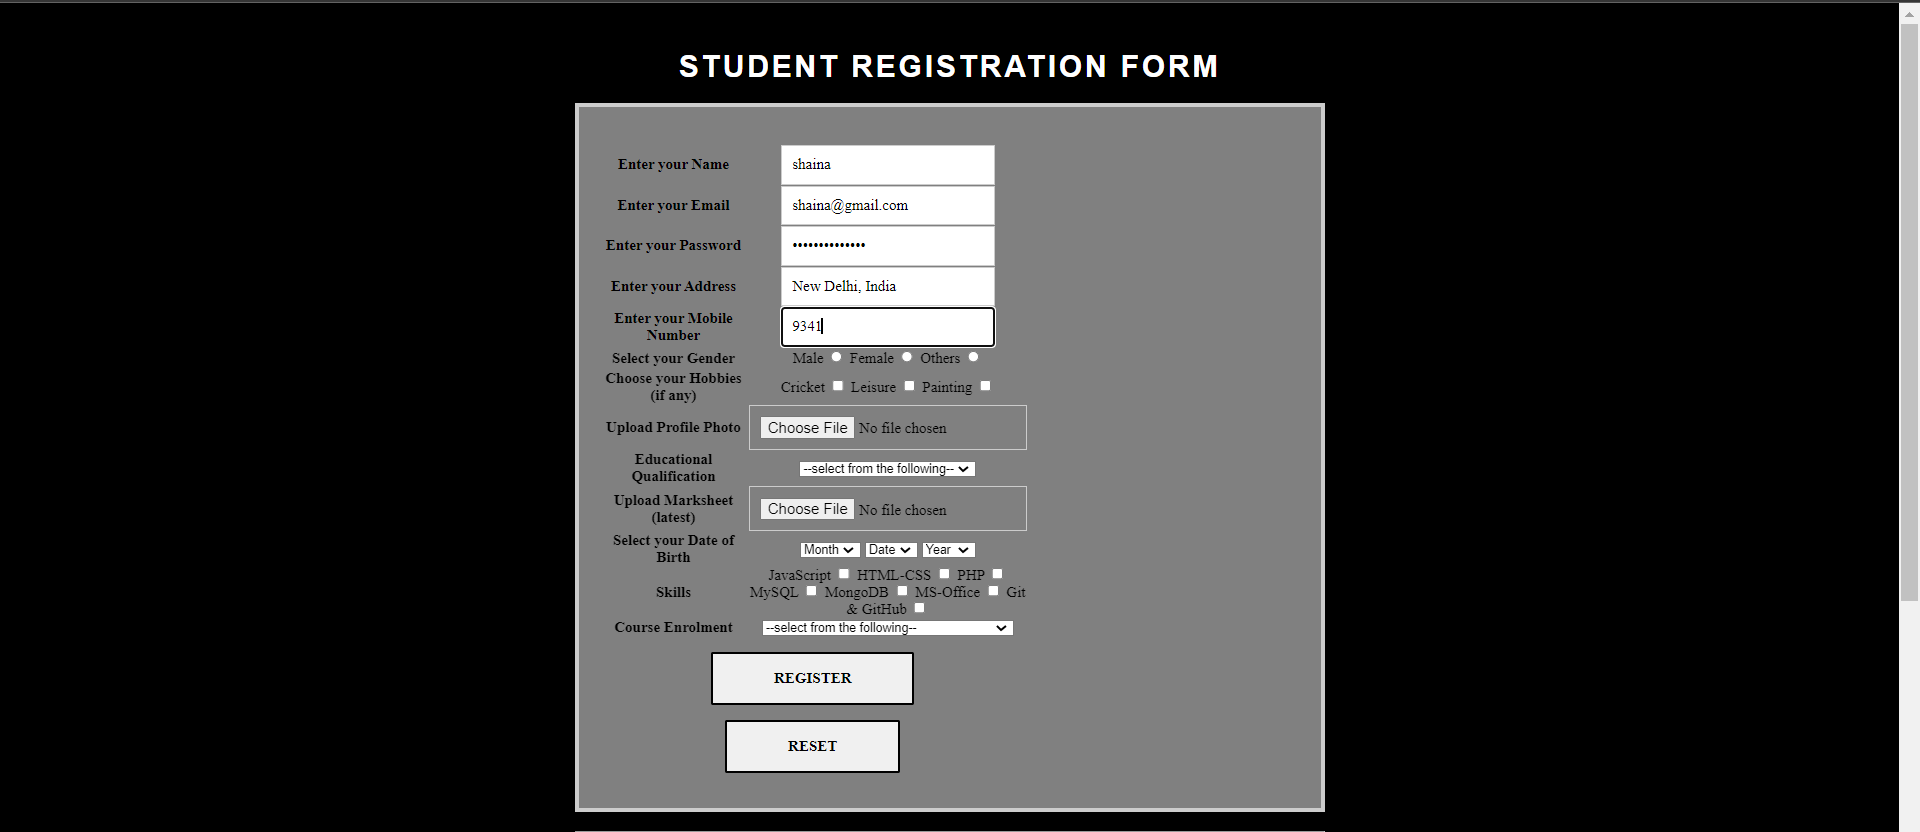 STUDENT REGISTRATION FORM
Enter your Name shaina
Enter your Email shaina@gmail.com
Enter your Password ••••••••••••••
Enter your Address New Delhi, India
Enter your Mobile
Number
9341
Select your Gender Male Female Others
Choose your Hobbies
(if any)
Cricket Leisure Painting
Upload Profile Photo Choose File No file chosen
Educational
Qualification
--select from the following--
Upload Marksheet
(latest)
Choose File No file chosen
Select your Date of
Birth
Month Date Year
Skills
JavaScript HTML-CSS PHP
MySQL MongoDB MS-Office Git
& GitHub
Course Enrolment --select from the following--
REGISTER
RESET